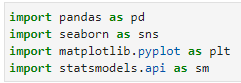 import pandas as pd
import seaborn as sns
import matplotlib.pyplot as plt
import statsmodels.api as sm